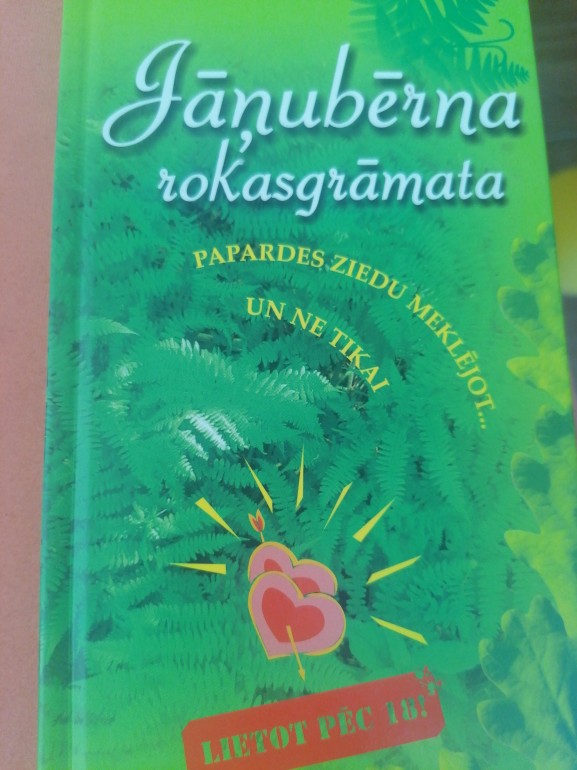 Jāņubērna
rokasgrāmata
PAPARDES ZIEDU MEKLĒJOT...
UN NE TIKAI
LIETOT PĒC 18!